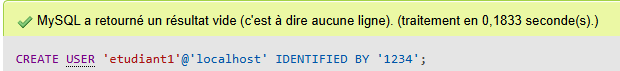 MySQL a retourné un résultat vide (c'est à dire aucune ligne). (traitement en 0,1833 seconde(s).)
CREATE USER 'etudiant1'@'localhost' IDENTIFIED BY '1234';